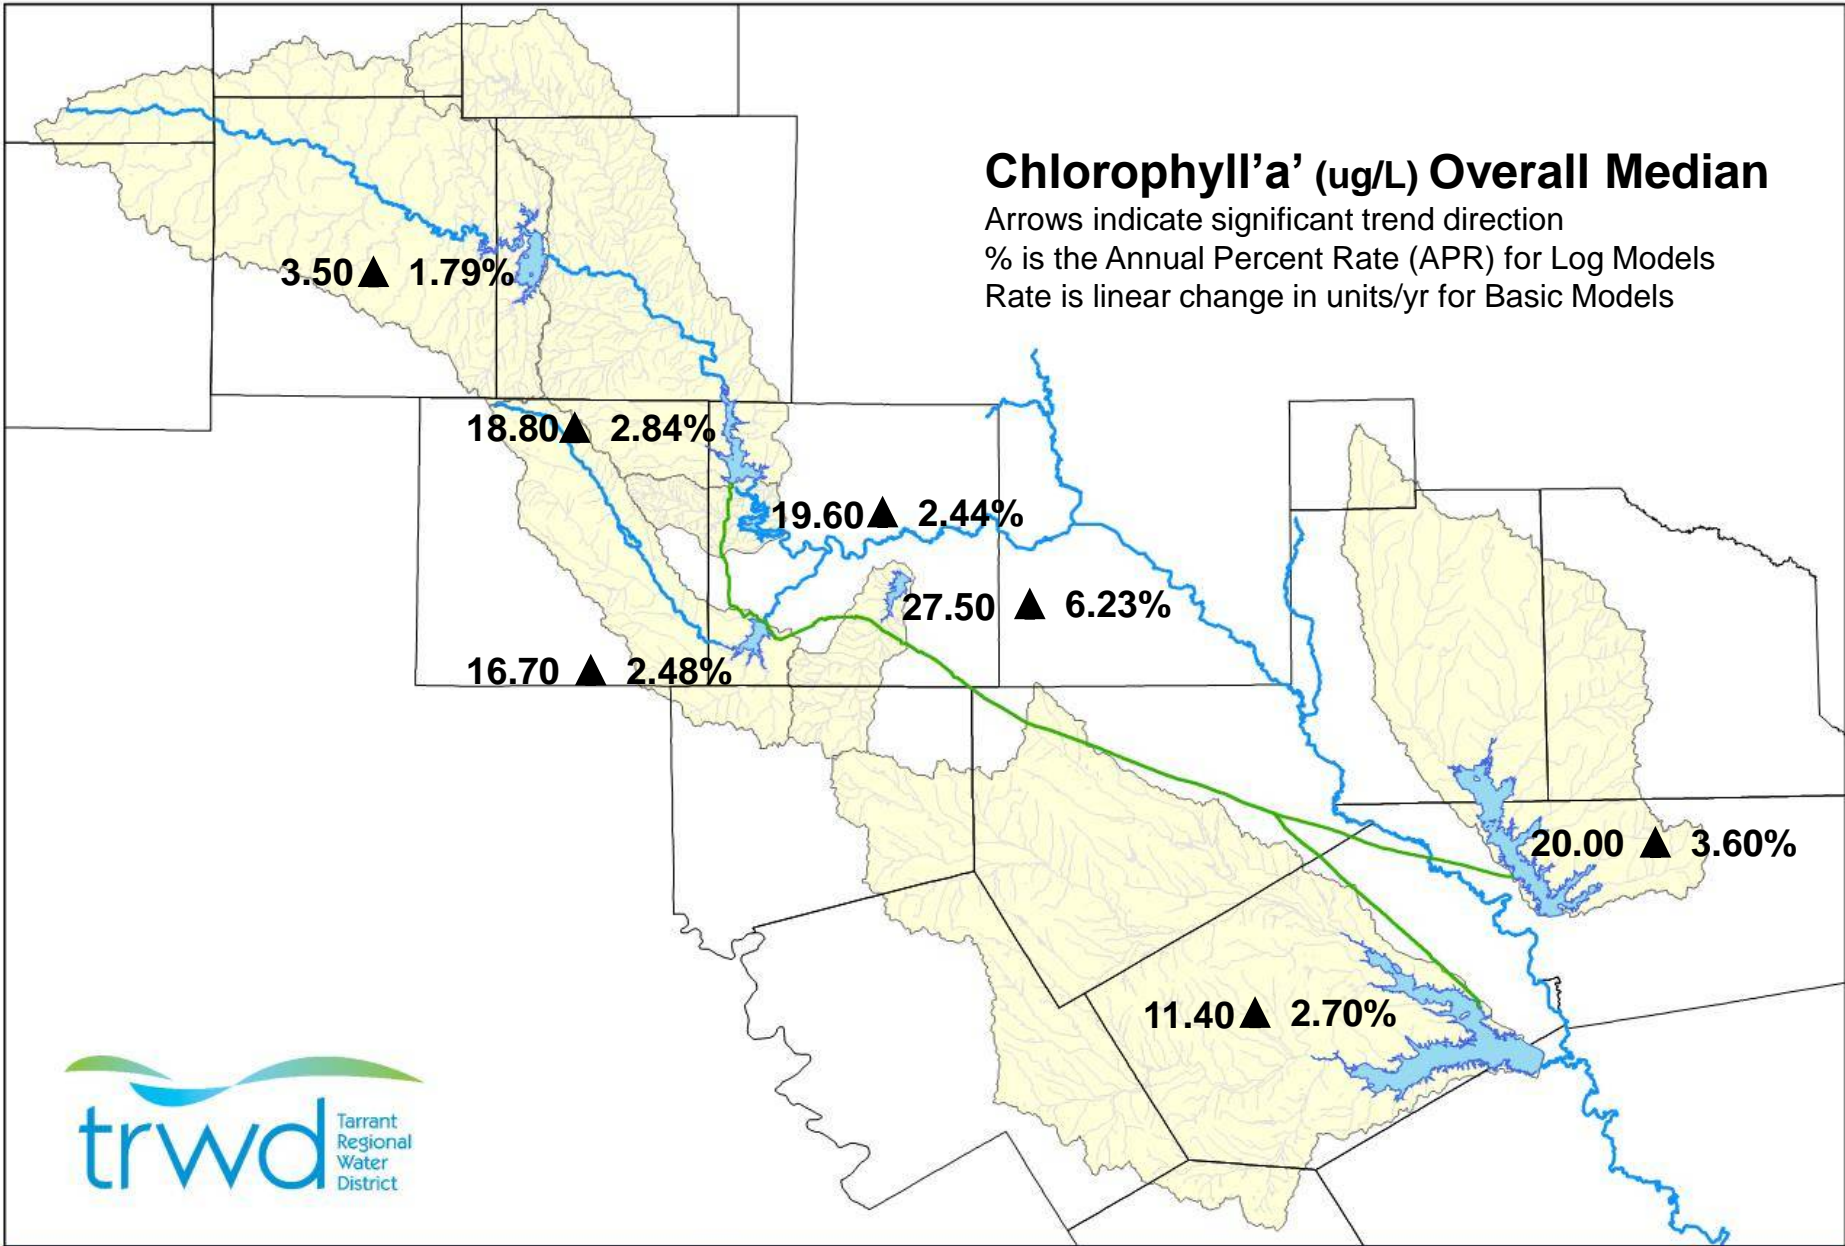 Chlorophyll’a’ (ug/L) Overall Median
Arrows indicate significant trend direction
% is the Annual Percent Rate (APR) for Log Models
Rate is linear change in units/yr for Basic Models
3.50▲ 1.79%
18.80▲ 2.84%
19.60▲ 2.44%
27.50 ▲ 6.23%
16.70 ▲ 2.48%
20.00 ▲ 3.60%
11.40▲ 2.70%
trwd
Tarrant
Regional
Water
District